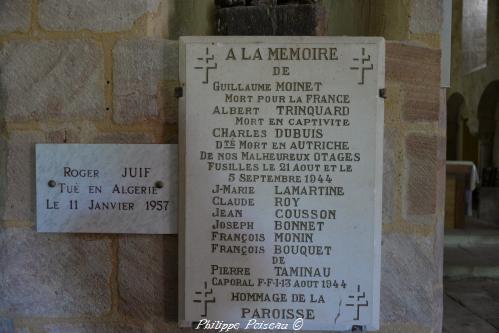 Roger JUIF
Tué en Algerie
Le 11 Janvier 1957
A LA MEMOIRE
DE
Guillaume MOINET
Mort pour la FRANCE
Albert TRINQUARD
Mort en captivite
Charles DUBUIS
Dté Mort en AUTRICHE
De nos Malheureux OTAGES
Fusilles le 21 Aout et le
5 Septembre 1944
J-Marie LAMARTINE
Claude ROY
Jean COUSSON
Joseph BONNET
François MONIN
François BOUQUET
DE
Pierre TAMINAU
Caporal F·F·I·13 Aout 1944
HOMMAGE DE LA
PAROISSE
Philippe Poiseau ©